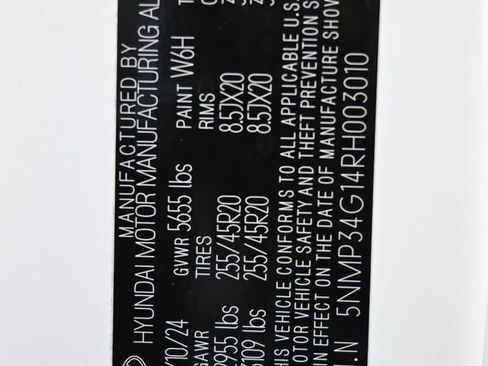 MANUFACTURED BY
HYUNDAI MOTOR MANUFACTURING AL
/10/24 GVWR 5655 lbs PAINT W6H
GAWR TIRES RIMS
2955 lbs 255/45R20 8.5JX20
3109 lbs 255/45R20 8.5JX20
THIS VEHICLE CONFORMS TO ALL APPLICABLE U.S.
MOTOR VEHICLE SAFETY AND THEFT PREVENTION S
IN EFFECT ON THE DATE OF MANUFACTURE SHOW
I.N 5NMP34G14RH003010